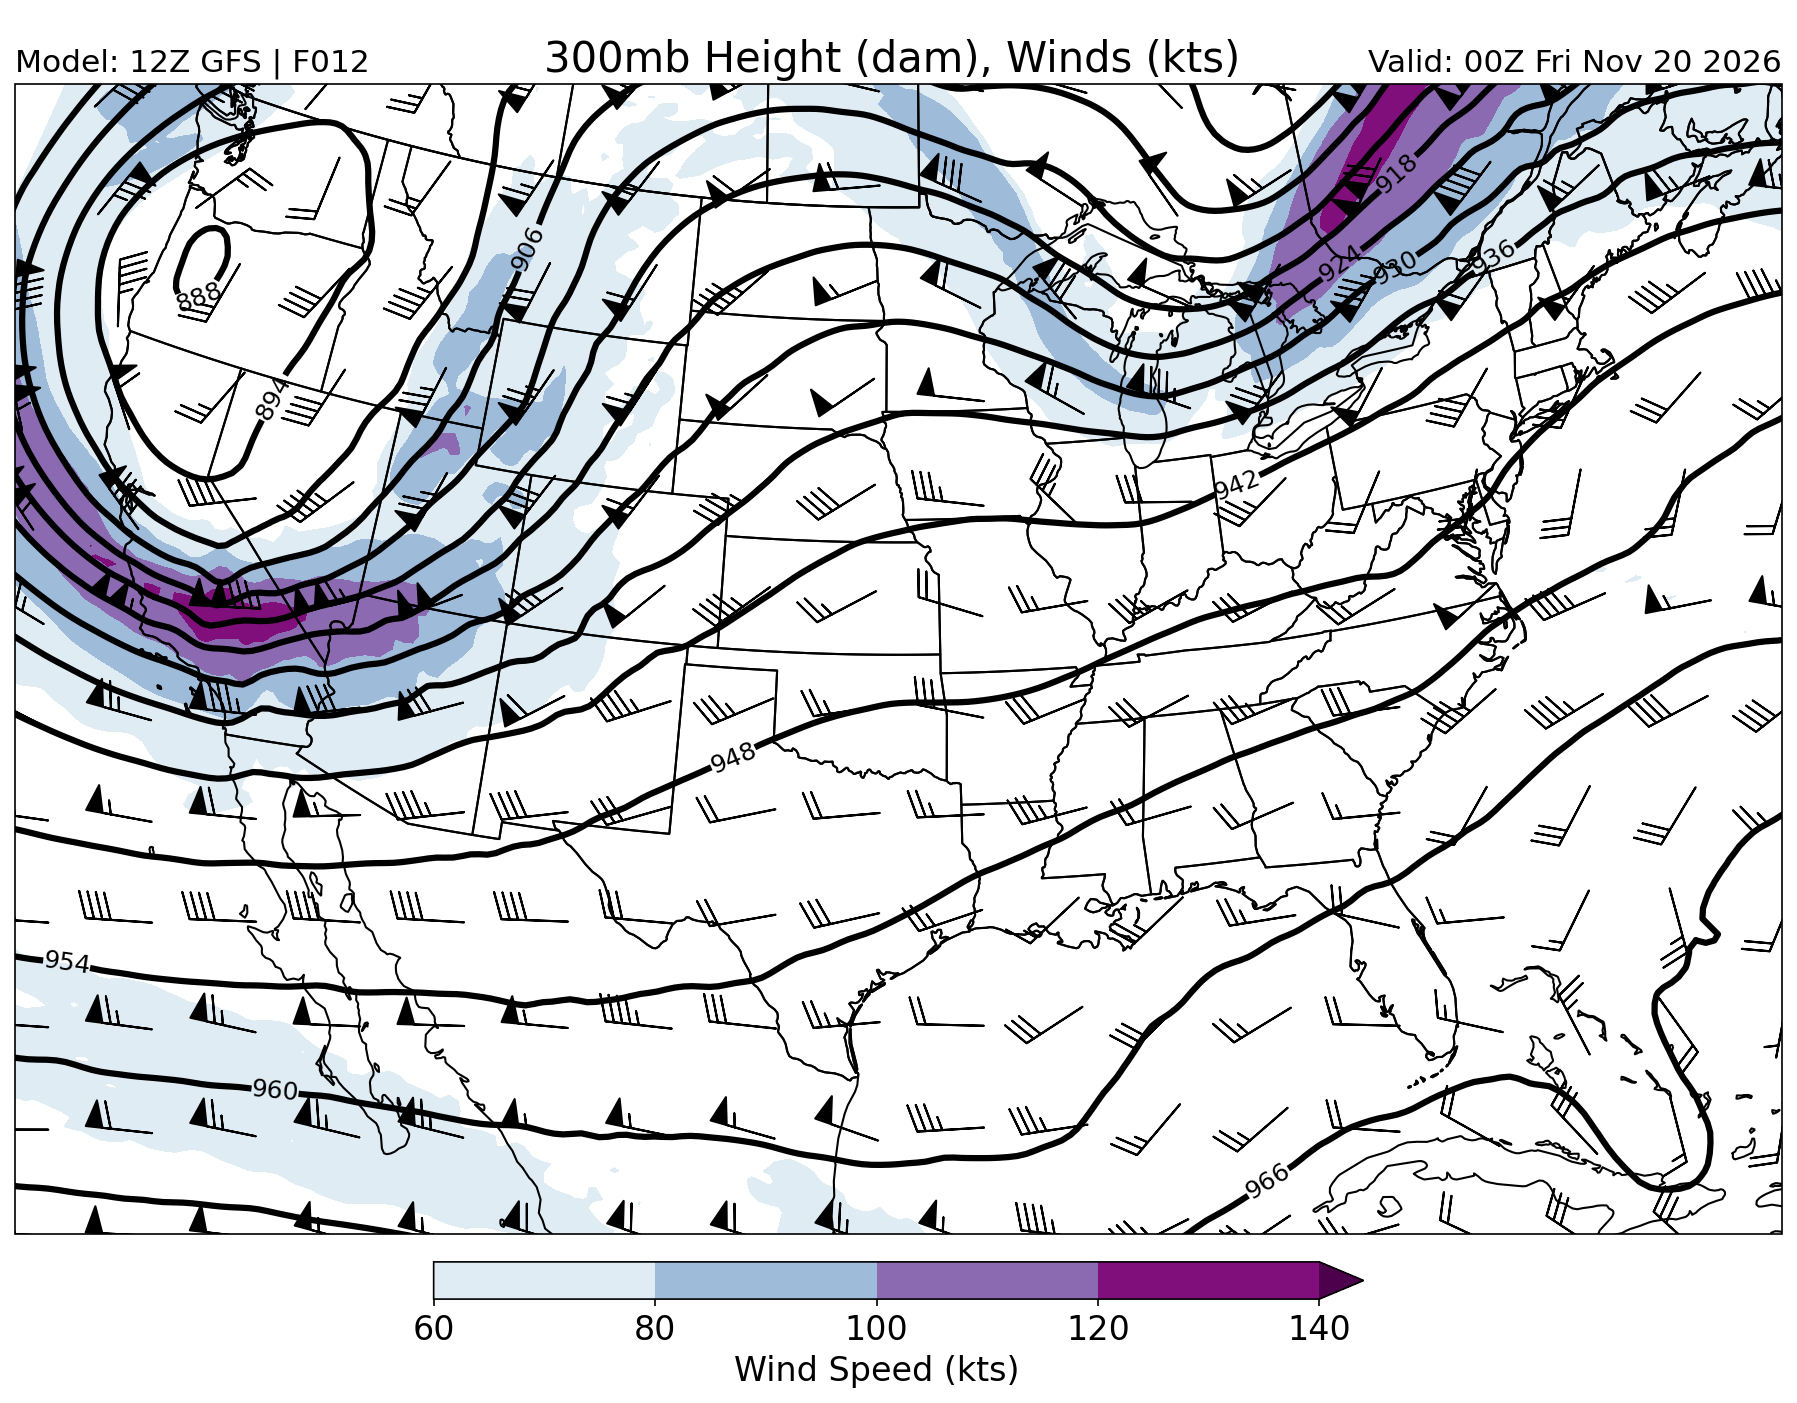 Model: 12Z GFS | F012
300mb Height (dam), Winds (kts)
Valid: 00Z Fri Nov 20 2026
918
906
924
930
936
888
894
942
948
954
960
966
60 80 100 120 140
Wind Speed (kts)